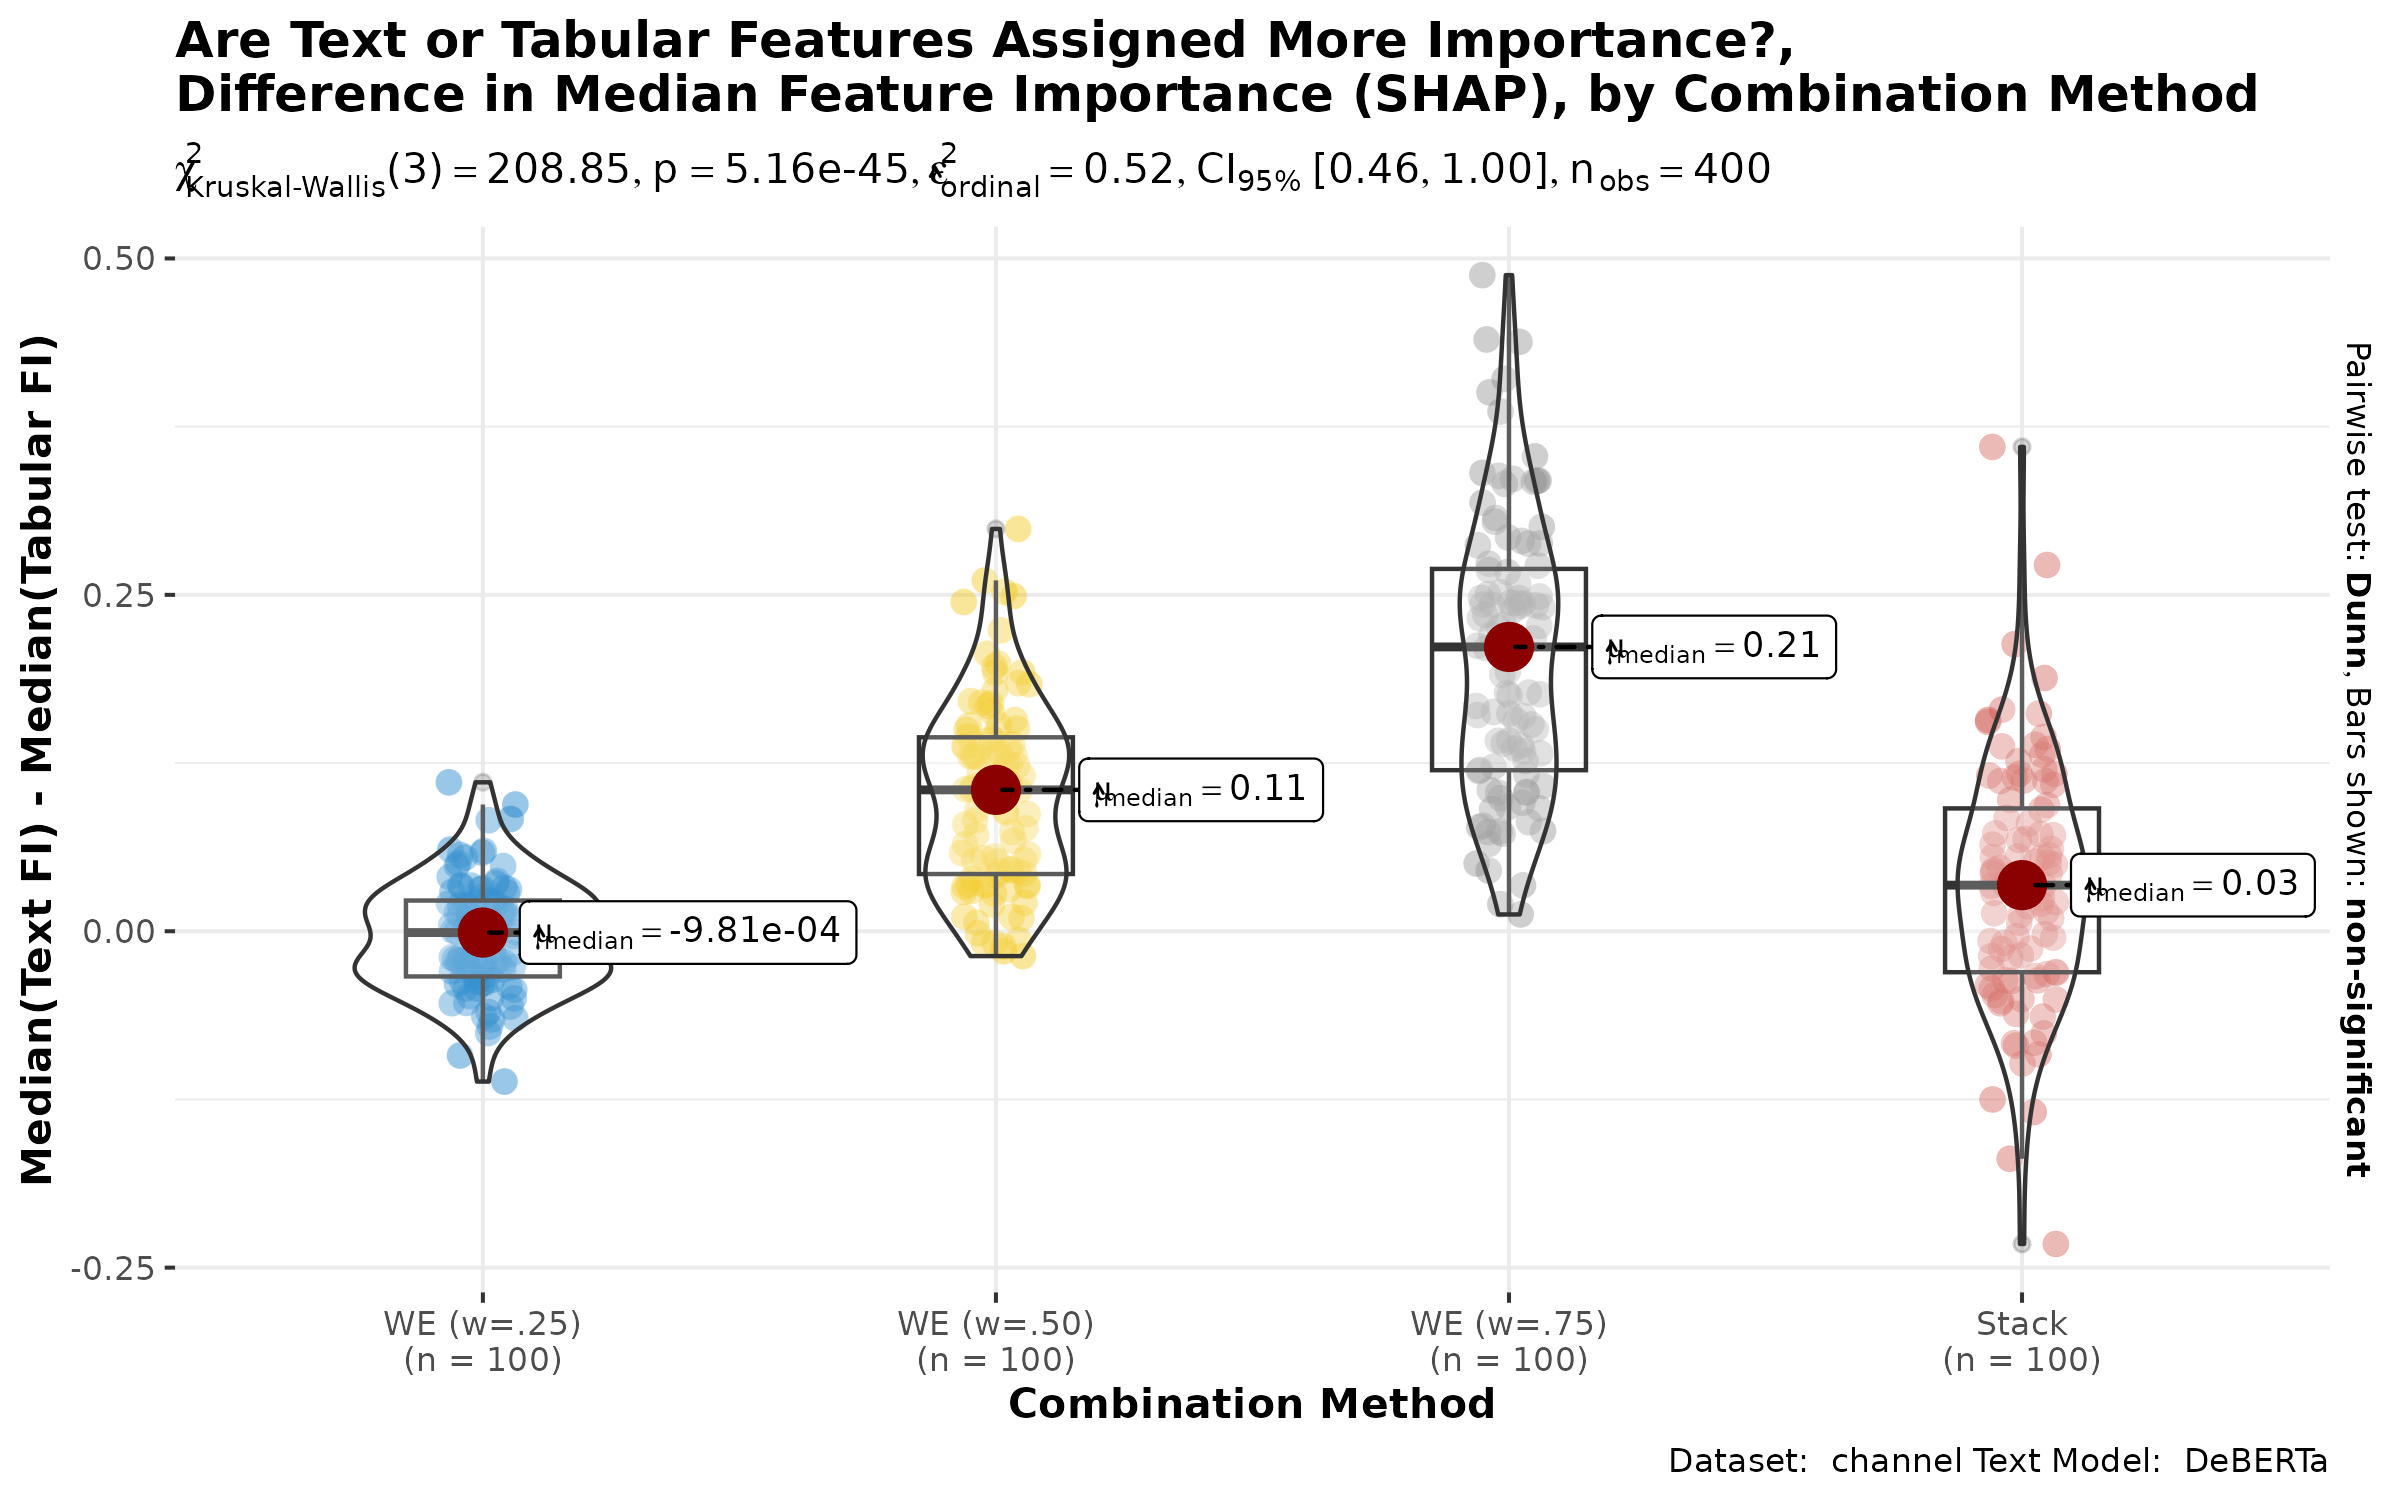 Are Text or Tabular Features Assigned More Importance?,
Difference in Median Feature Importance (SHAP), by Combination Method
χ²Kruskal-Wallis(3) = 208.85, p = 5.16e-45, ε̂²ordinal = 0.52, CI95% [0.46, 1.00], nobs = 400
Median(Text FI) - Median(Tabular FI)
0.50
0.25
0.00
-0.25
μ̂median = -9.81e-04
μ̂median = 0.11
μ̂median = 0.21
μ̂median = 0.03
Pairwise test: Dunn, Bars shown: non-significant
WE (w=.25)
(n = 100)
WE (w=.50)
(n = 100)
WE (w=.75)
(n = 100)
Stack
(n = 100)
Combination Method
Dataset:  channel Text Model:  DeBERTa